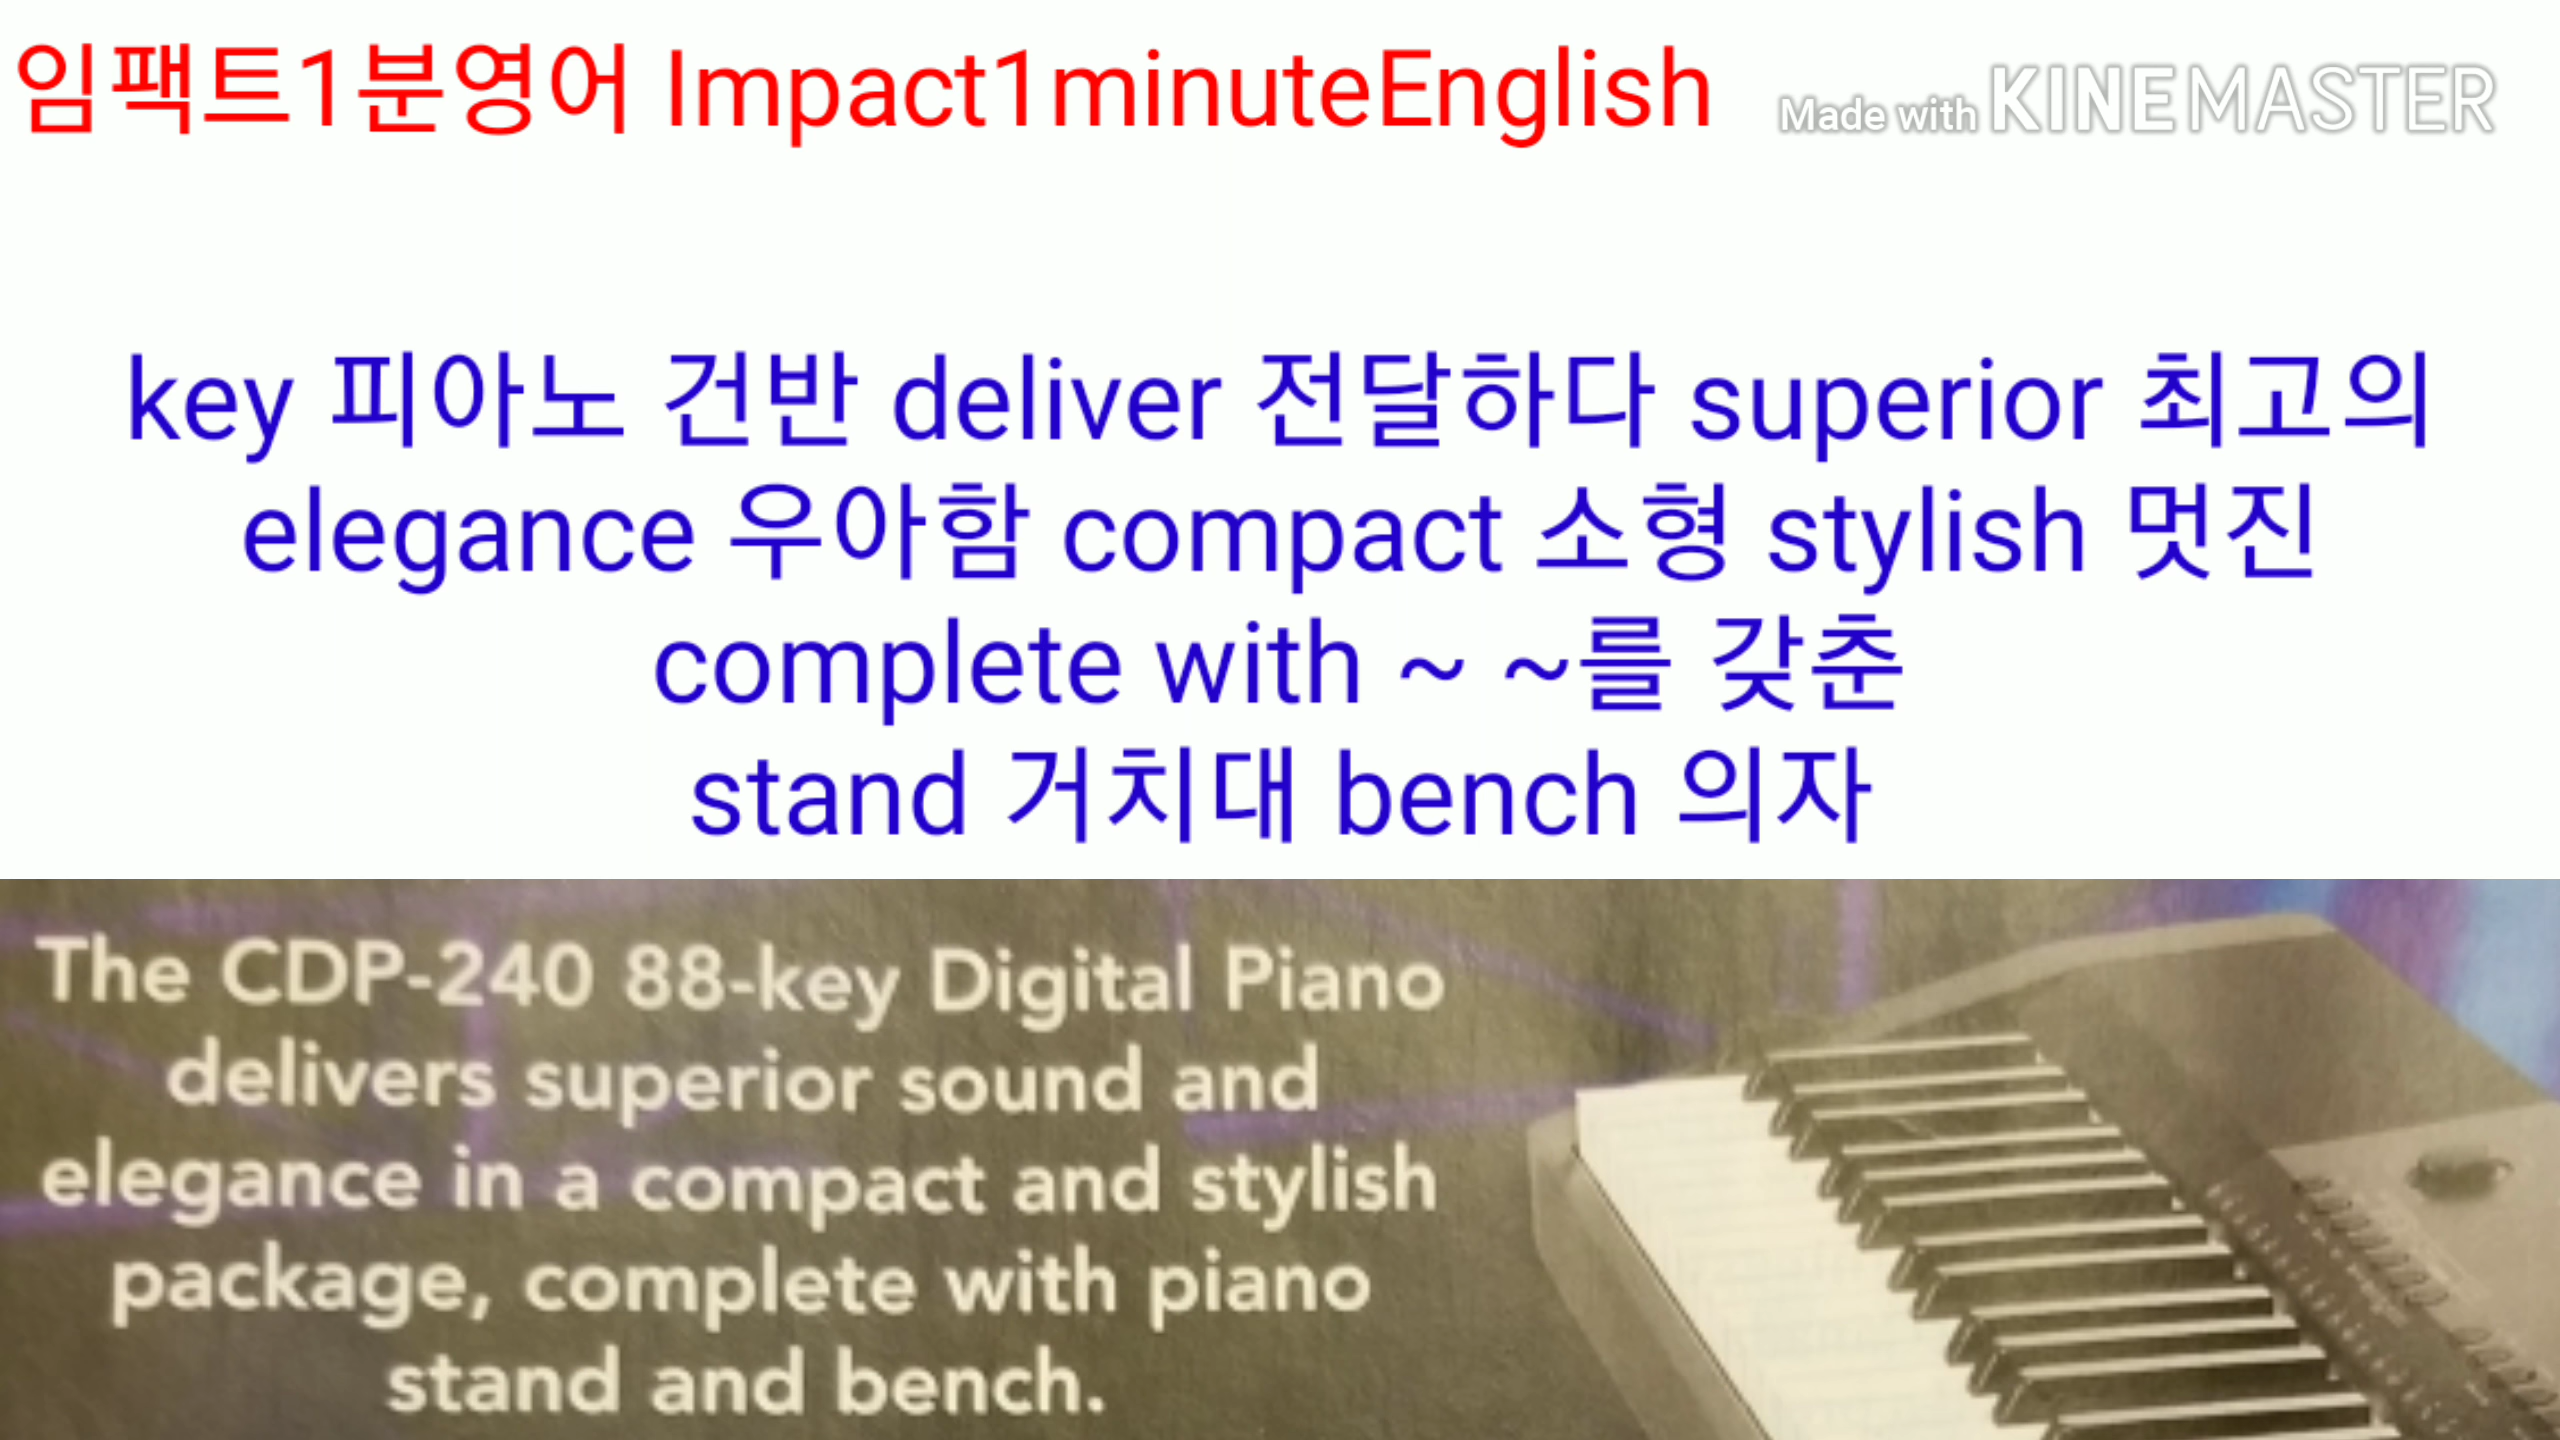 임팩트1분영어 Impact1minuteEnglish
Made with KINEMASTER
key 피아노 건반 deliver 전달하다 superior 최고의
elegance 우아함 compact 소형 stylish 멋진
complete with ~ ~를 갖춘
stand 거치대 bench 의자
The CDP-240 88-key Digital Piano
delivers superior sound and
elegance in a compact and stylish
package, complete with piano
stand and bench.